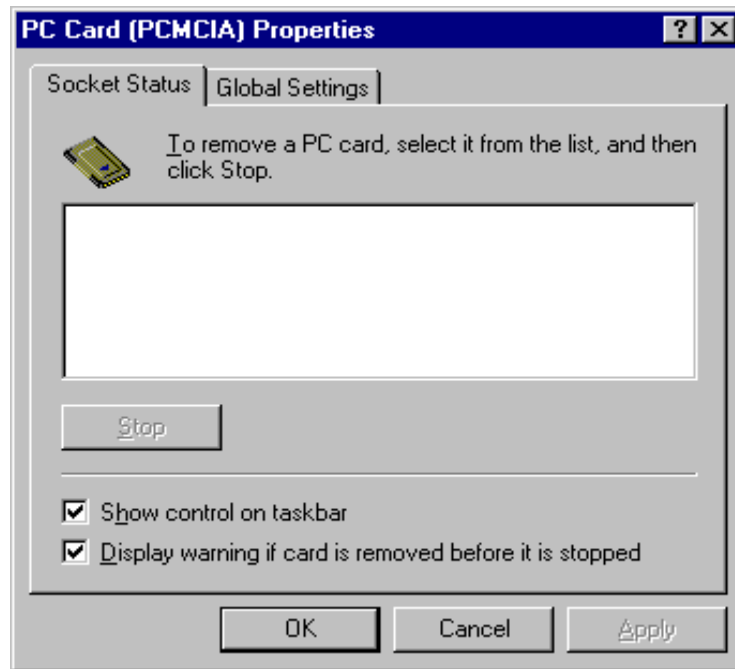 PC Card (PCMCIA) Properties
Socket Status
Global Settings
To remove a PC card, select it from the list, and then
click Stop.
Stop
Show control on taskbar
Display warning if card is removed before it is stopped
OK
Cancel
Apply